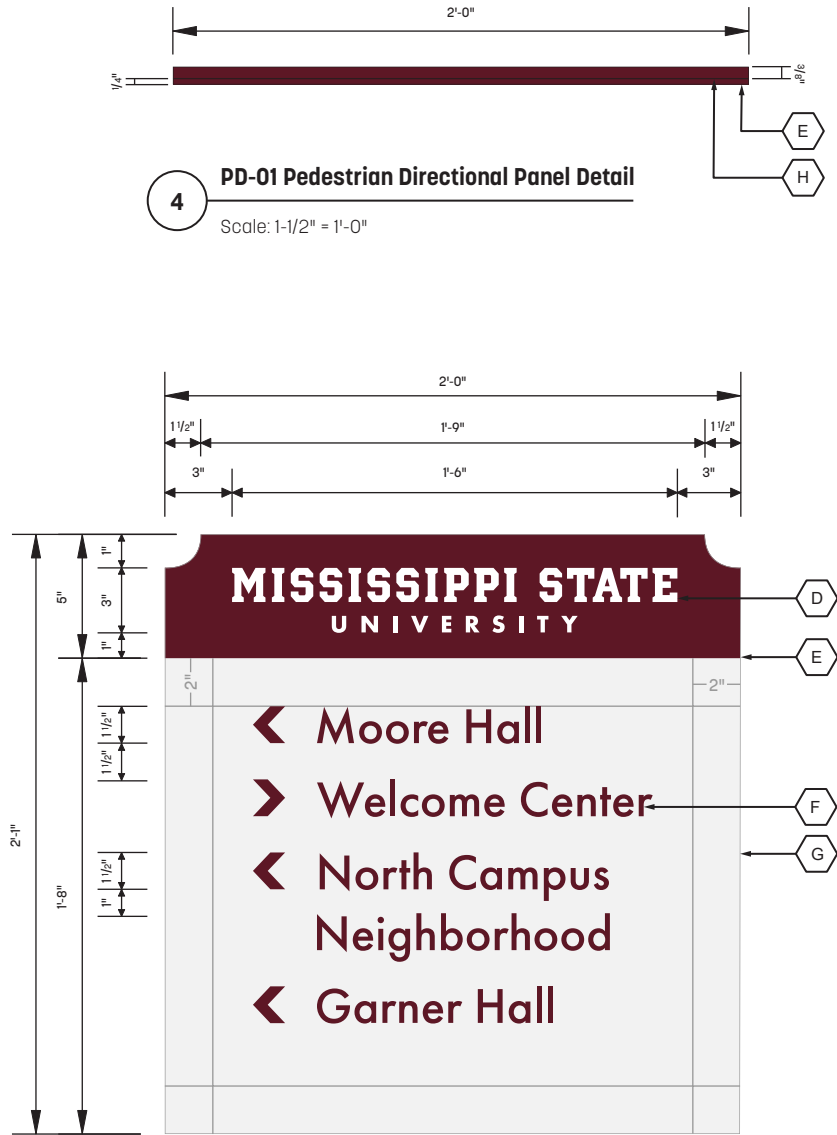 2'-0"
1/4"
3/8"
E
H
4
PD-01 Pedestrian Directional Panel Detail
Scale: 1-1/2" = 1'-0"
2'-0"
1 1/2"
1'-9"
1 1/2"
3"
1'-6"
3"
1"
5"
3"
1"
MISSISSIPPI STATE
UNIVERSITY
D
E
2"
2"
1 1/2"
Moore Hall
1 1/2"
Welcome Center
F
2'-1"
1'-8"
G
1 1/2"
North Campus
1"
Neighborhood
Garner Hall